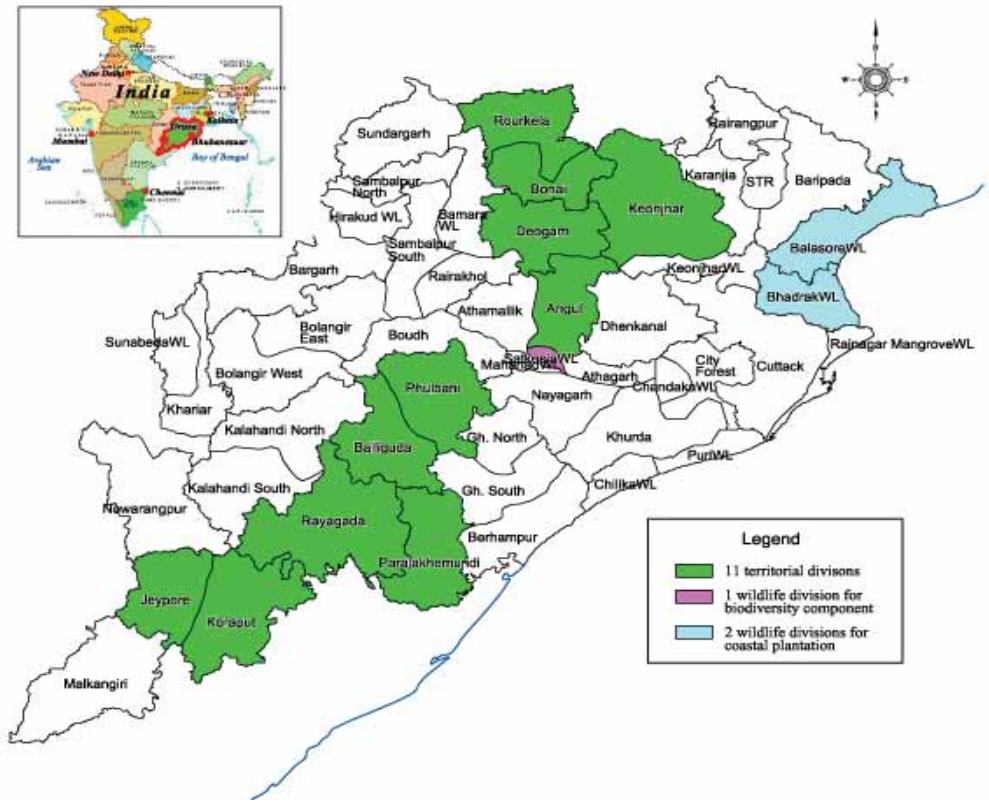 New Delhi
India
Kolkata
Orissa
Mumbai
Bhubaneswar
Arabian
Sea
Bay of Bengal
Chennai
N
W
E
S
Sundargarh
Rourkela
Rairangpur
Sambalpur
North
Bonai
Karanjia
STR
Baripada
Hirakud WL
Bamara
WL
Keonjhar
Deogarh
Sambalpur
South
BalasoreWL
Bargarh
Rairakhol
KeonjharWL
BhadrakWL
Athamallik
Angul
Dhenkanal
SunabedaWL
Bolangir
East
Boudh
Rajnagar MangroveWL
SatkosiaWL
Bolangir West
Athagarh
City
Forest
Cuttack
Phulbani
Nayagarh
ChandakaWL
Khariar
Kalahandi North
Gh. North
Khurda
Balliguda
PuriWL
Kalahandi South
Gh. South
ChilikaWL
Nawarangpur
Rayagada
Berhampur
Paralakhemundi
Jeypore
Koraput
Malkangiri
Legend
11 territorial divisons
1 wildlife division for
biodiversity component
2 wildlife divisions for
coastal plantation